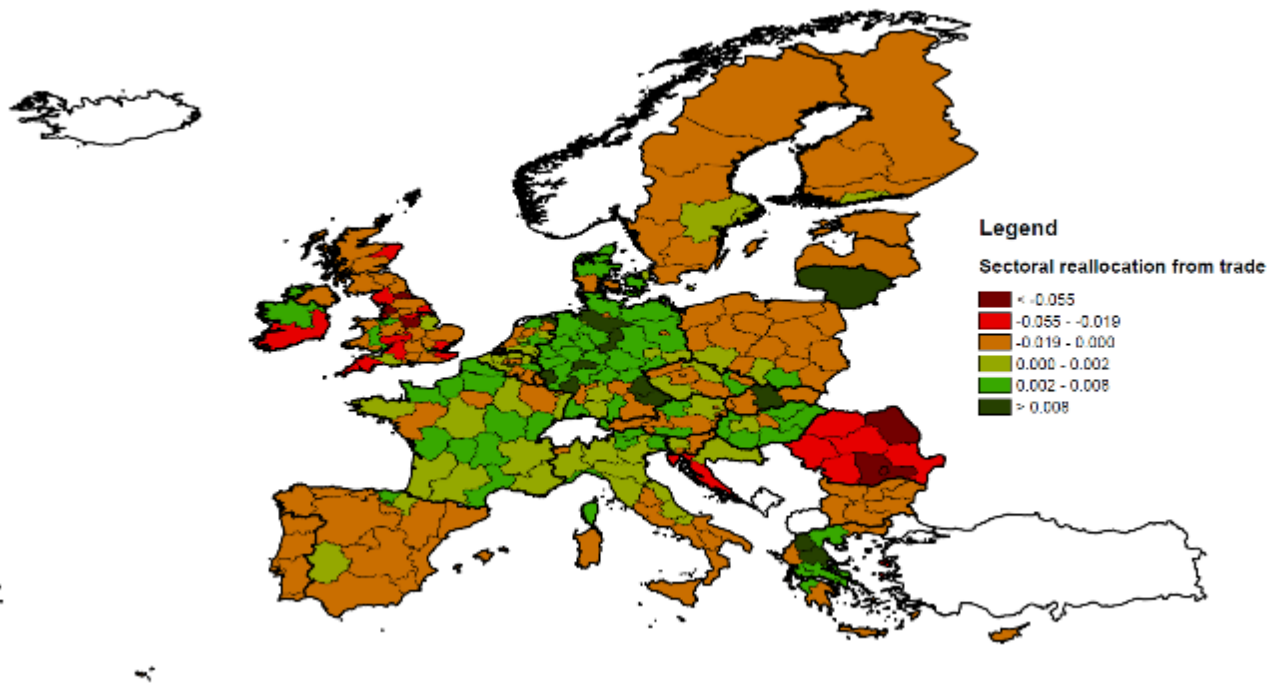 Legend
Sectoral reallocation from trade
< -0.055
-0.055 - -0.019
-0.019 - 0.000
0.000 - 0.002
0.002 - 0.008
> 0.008